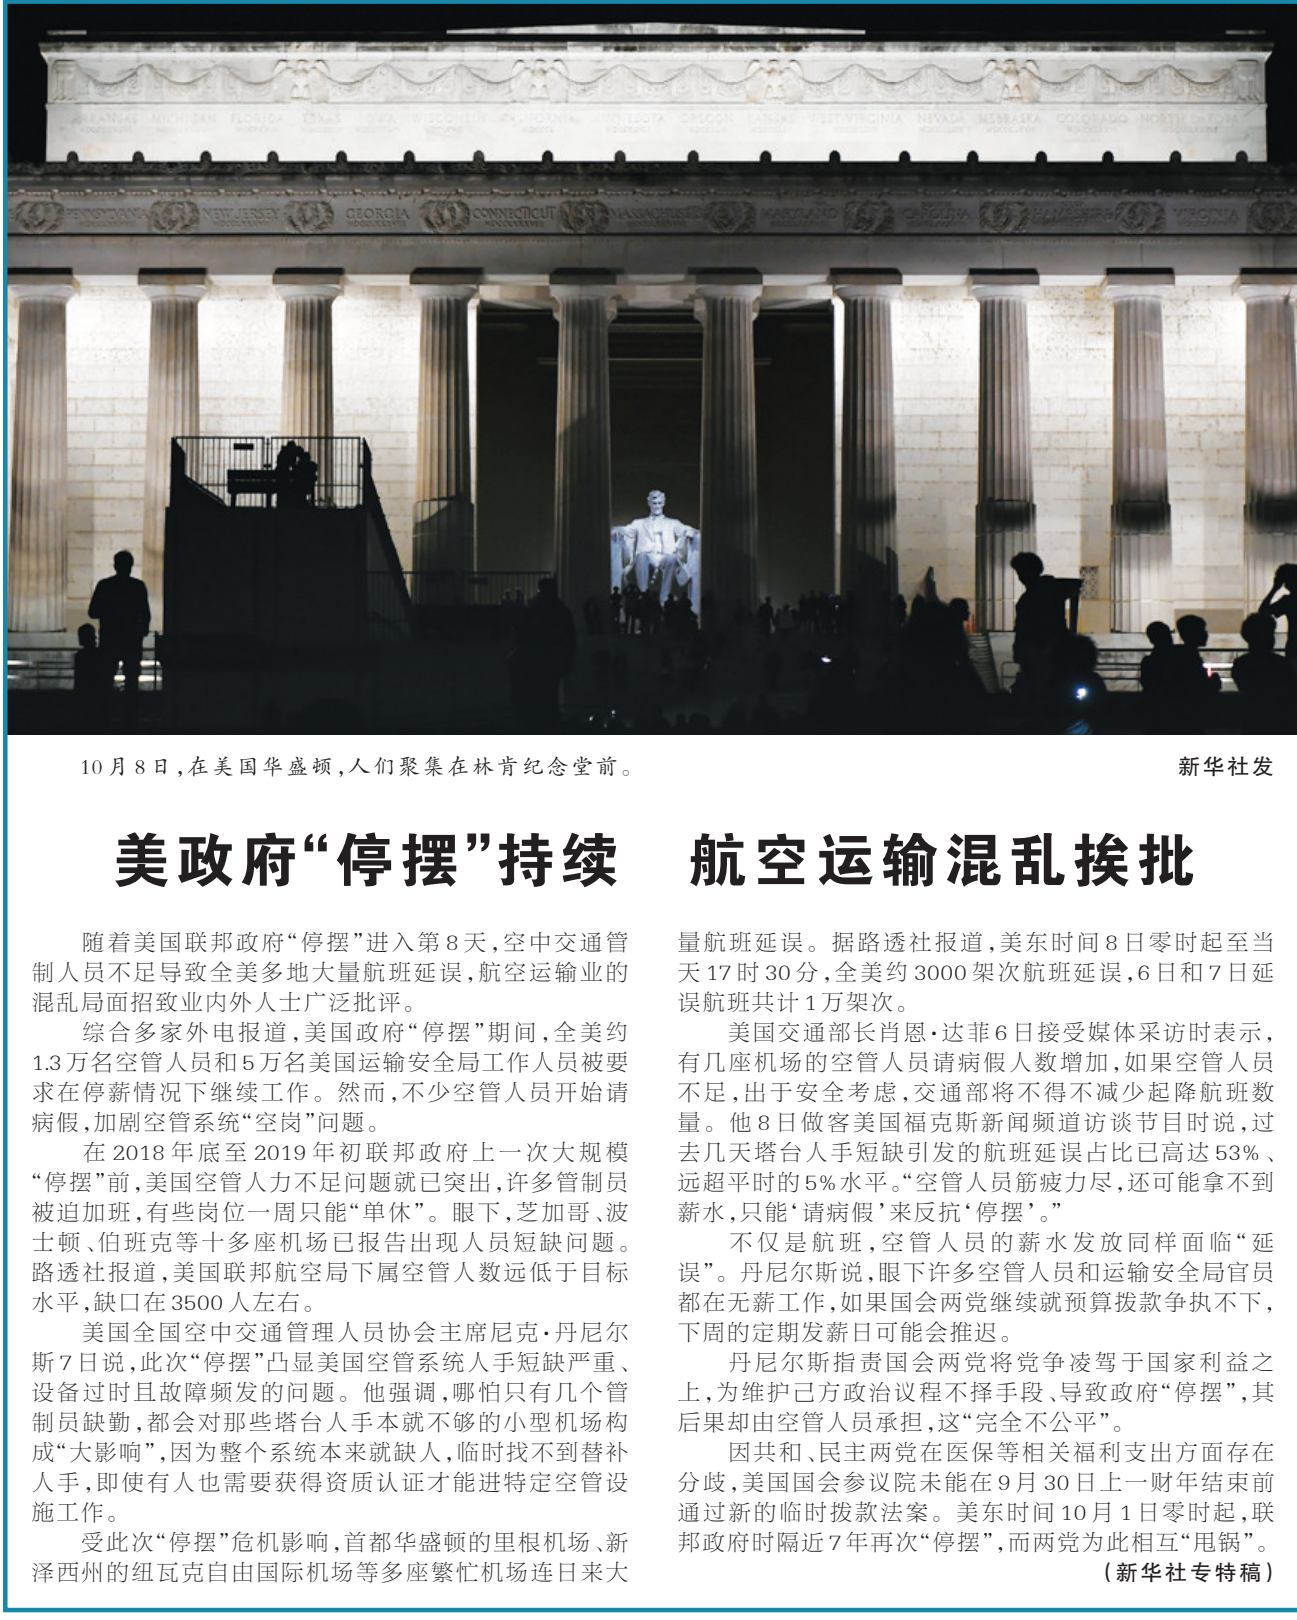 ARKANSAS MICHIGAN FLORIDA TEXAS IOWA WISCONSIN CALIFORNIA MINNESOTA OREGON KANSAS WEST VIRGINIA NEVADA NEBRASKA COLORADO NORTH DAKOTA
PENNSYLVANIA NEW JERSEY GEORGIA CONNECTICUT MASSACHUSETTS MARYLAND CAROLINA HAMPSHIRE VIRGINIA
10月8日,在美国华盛顿,人们聚集在林肯纪念堂前。
新华社发
美政府“停摆”持续 航空运输混乱挨批
随着美国联邦政府“停摆”进入第8天,空中交通管
制人员不足导致全美多地大量航班延误,航空运输业的
混乱局面招致业内外人士广泛批评。
综合多家外电报道,美国政府“停摆”期间,全美约
1.3万名空管人员和5万名美国运输安全局工作人员被要
求在停薪情况下继续工作。然而,不少空管人员开始请
病假,加剧空管系统“空岗”问题。
在2018年底至2019年初联邦政府上一次大规模
“停摆”前,美国空管人力不足问题就已突出,许多管制员
被迫加班,有些岗位一周只能“单休”。眼下,芝加哥、波
士顿、伯班克等十多座机场已报告出现人员短缺问题。
路透社报道,美国联邦航空局下属空管人数远低于目标
水平,缺口在3500人左右。
美国全国空中交通管理人员协会主席尼克·丹尼尔
斯7日说,此次“停摆”凸显美国空管系统人手短缺严重、
设备过时且故障频发的问题。他强调,哪怕只有几个管
制员缺勤,都会对那些塔台人手本就不够的小型机场构
成“大影响”,因为整个系统本来就缺人,临时找不到替补
人手,即使有人也需要获得资质认证才能进特定空管设
施工作。
受此次“停摆”危机影响,首都华盛顿的里根机场、新
泽西州的纽瓦克自由国际机场等多座繁忙机场连日来大
量航班延误。据路透社报道,美东时间8日零时起至当
天17时30分,全美约3000架次航班延误,6日和7日延
误航班共计1万架次。
美国交通部长肖恩·达菲6日接受媒体采访时表示,
有几座机场的空管人员请病假人数增加,如果空管人员
不足,出于安全考虑,交通部将不得不减少起降航班数
量。他8日做客美国福克斯新闻频道访谈节目时说,过
去几天塔台人手短缺引发的航班延误占比已高达53%、
远超平时的5%水平。“空管人员筋疲力尽,还可能拿不到
薪水,只能‘请病假’来反抗‘停摆’。”
不仅是航班,空管人员的薪水发放同样面临“延
误”。丹尼尔斯说,眼下许多空管人员和运输安全局官员
都在无薪工作,如果国会两党继续就预算拨款争执不下,
下周的定期发薪日可能会推迟。
丹尼尔斯指责国会两党将党争凌驾于国家利益之
上,为维护己方政治议程不择手段、导致政府“停摆”,其
后果却由空管人员承担,这“完全不公平”。
因共和、民主两党在医保等相关福利支出方面存在
分歧,美国国会参议院未能在9月30日上一财年结束前
通过新的临时拨款法案。美东时间10月1日零时起,联
邦政府时隔近7年再次“停摆”,而两党为此相互“甩锅”。
(新华社专特稿)